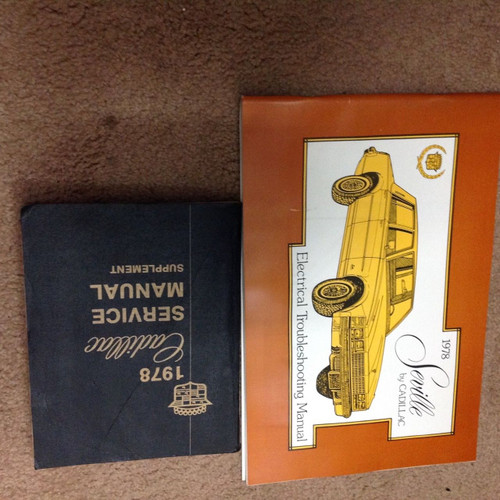 1978
Cadillac
SERVICE
MANUAL
SUPPLEMENT
1978
Seville
by CADILLAC
Electrical Troubleshooting Manual